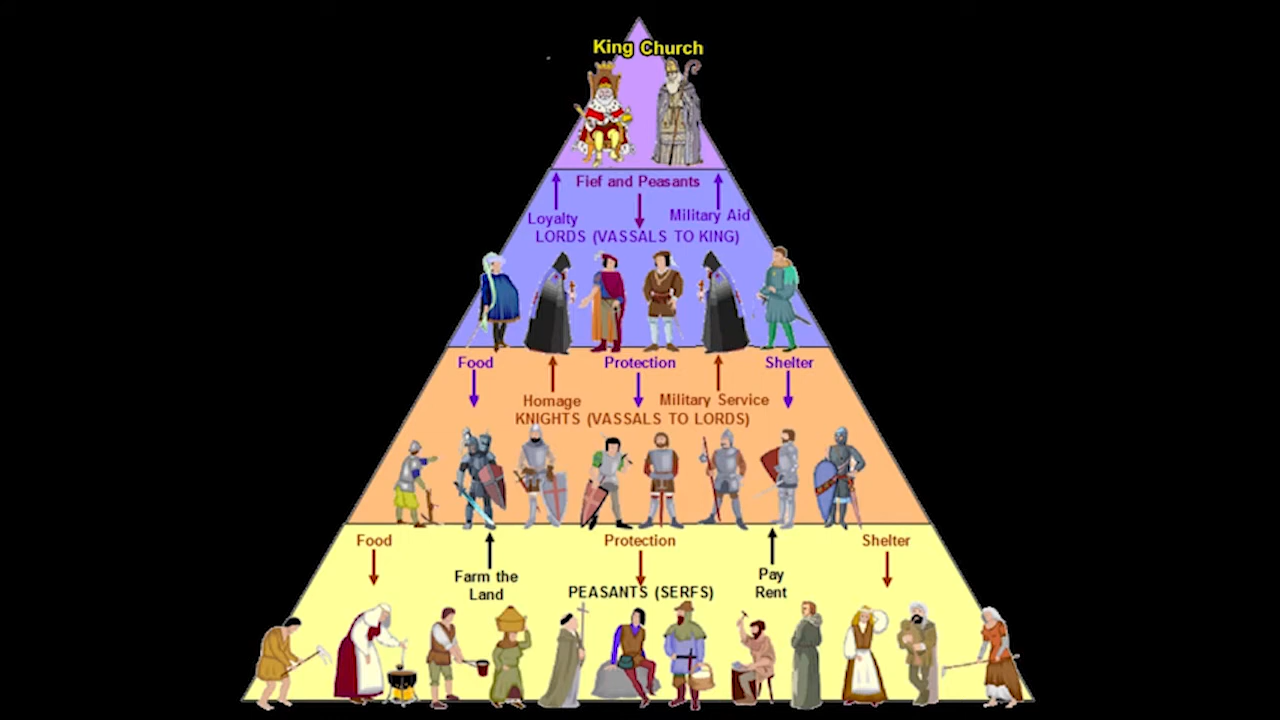 King Church
Fief and Peasants
Loyalty
Military Aid
LORDS (VASSALS TO KING)
Food
Protection
Shelter
Homage
Military Service
KNIGHTS (VASSALS TO LORDS)
Food
Protection
Shelter
Farm the
Land
Pay
Rent
PEASANTS (SERFS)